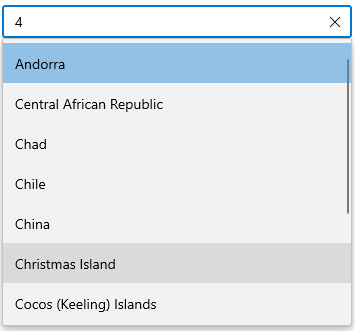 4
Andorra
Central African Republic
Chad
Chile
China
Christmas Island
Cocos (Keeling) Islands